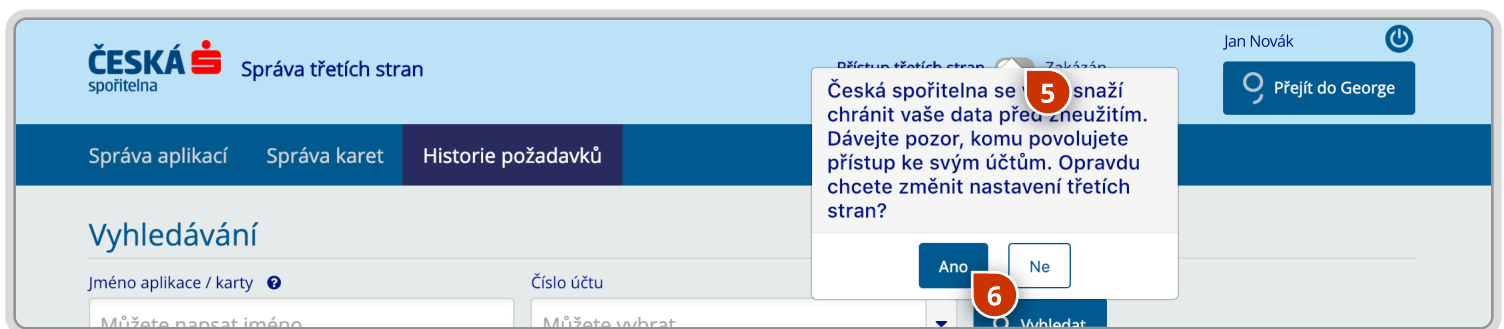 Jan Novák
ČESKÁ
spořitelna
Správa třetích stran
Přístup třetích stran Zakázán
Přejít do George
Česká spořitelna se snaží
5
chránit vaše data před zneužitím.
Dávejte pozor, komu povolujete
přístup ke svým účtům. Opravdu
chcete změnit nastavení třetích
stran?
Správa aplikací Správa karet Historie požadavků
Vyhledávání
Ano Ne
6
Jméno aplikace / karty ? Číslo účtu
Můžete napsat jméno Můžete vybrat Vyhledat